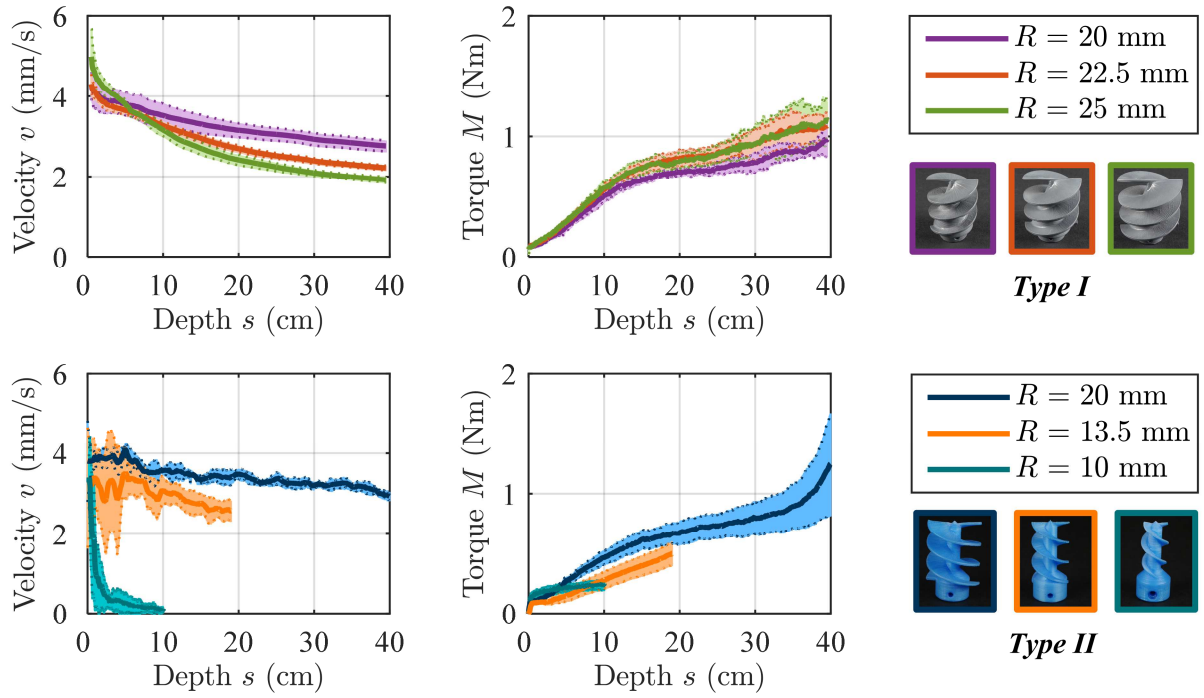 6
4
2
0
Velocity v (mm/s)
0 10 20 30 40
Depth s (cm)
2
1
0
Torque M (Nm)
0 10 20 30 40
Depth s (cm)
R = 20 mm
R = 22.5 mm
R = 25 mm
Type I
6
4
2
0
Velocity v (mm/s)
0 10 20 30 40
Depth s (cm)
2
1
0
Torque M (Nm)
0 10 20 30 40
Depth s (cm)
R = 20 mm
R = 13.5 mm
R = 10 mm
Type II